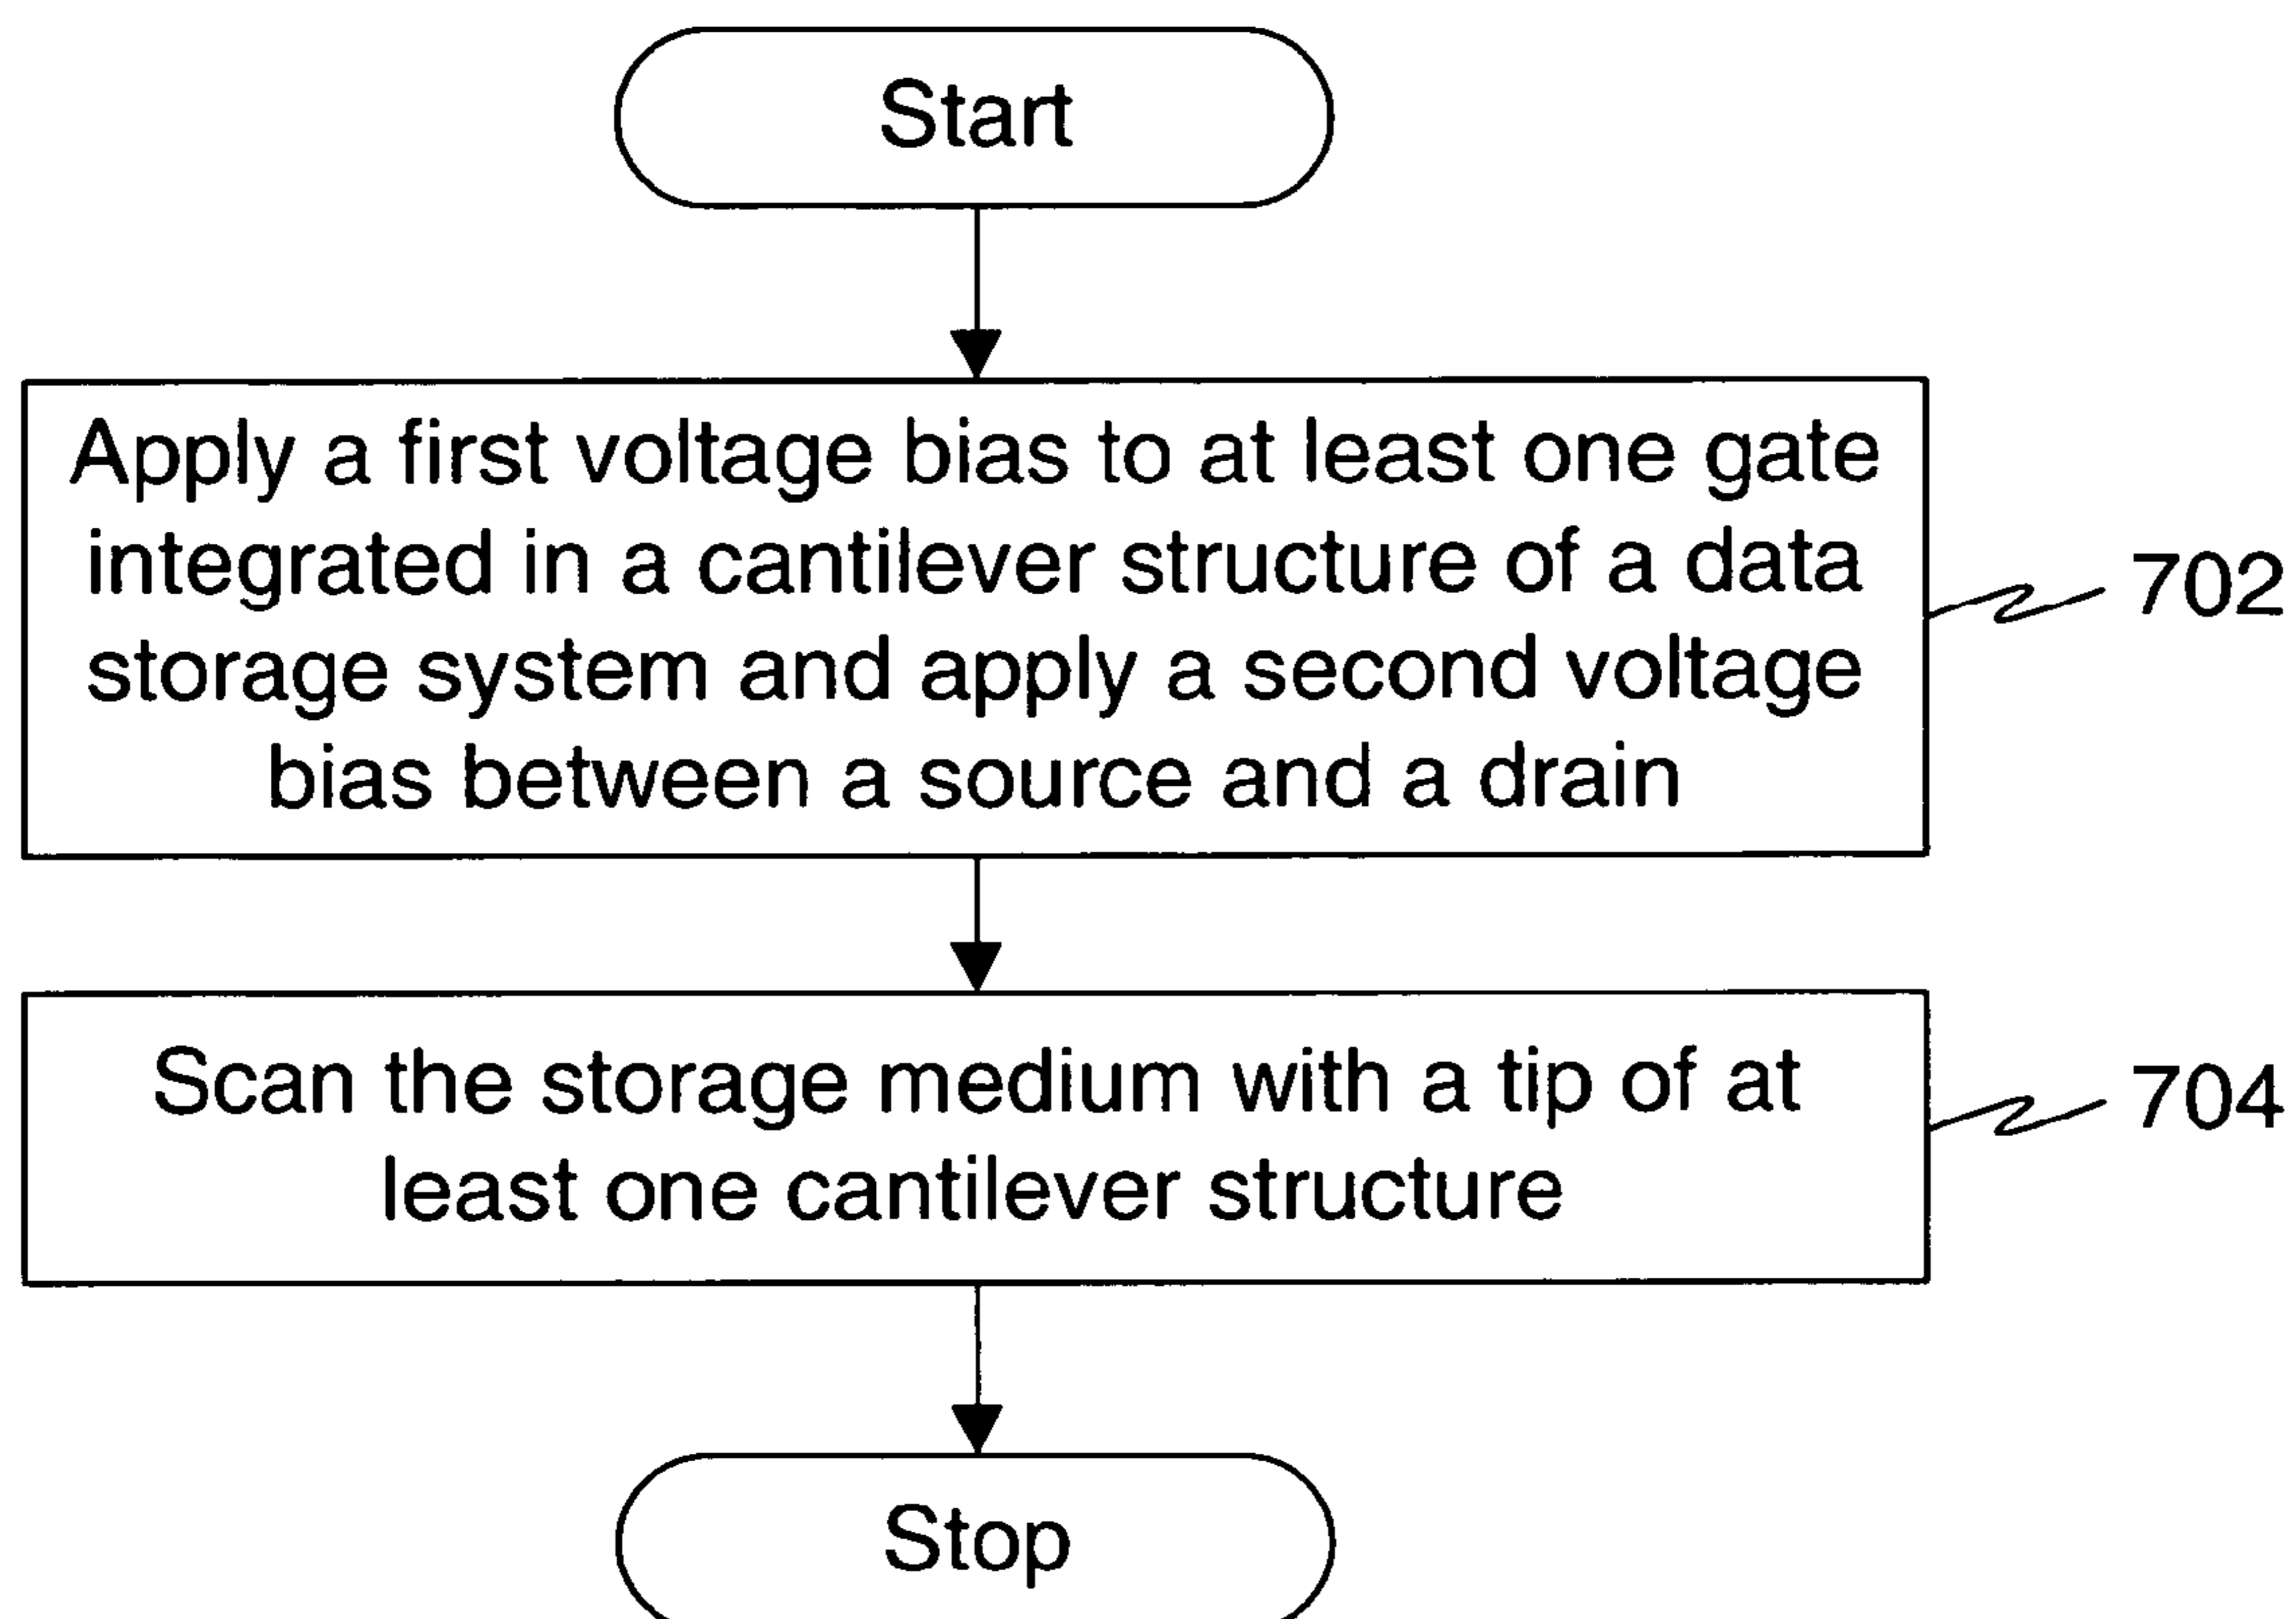 Start
Apply a first voltage bias to at least one gate
integrated in a cantilever structure of a data
storage system and apply a second voltage
bias between a source and a drain
702
Scan the storage medium with a tip of at
least one cantilever structure
704
Stop